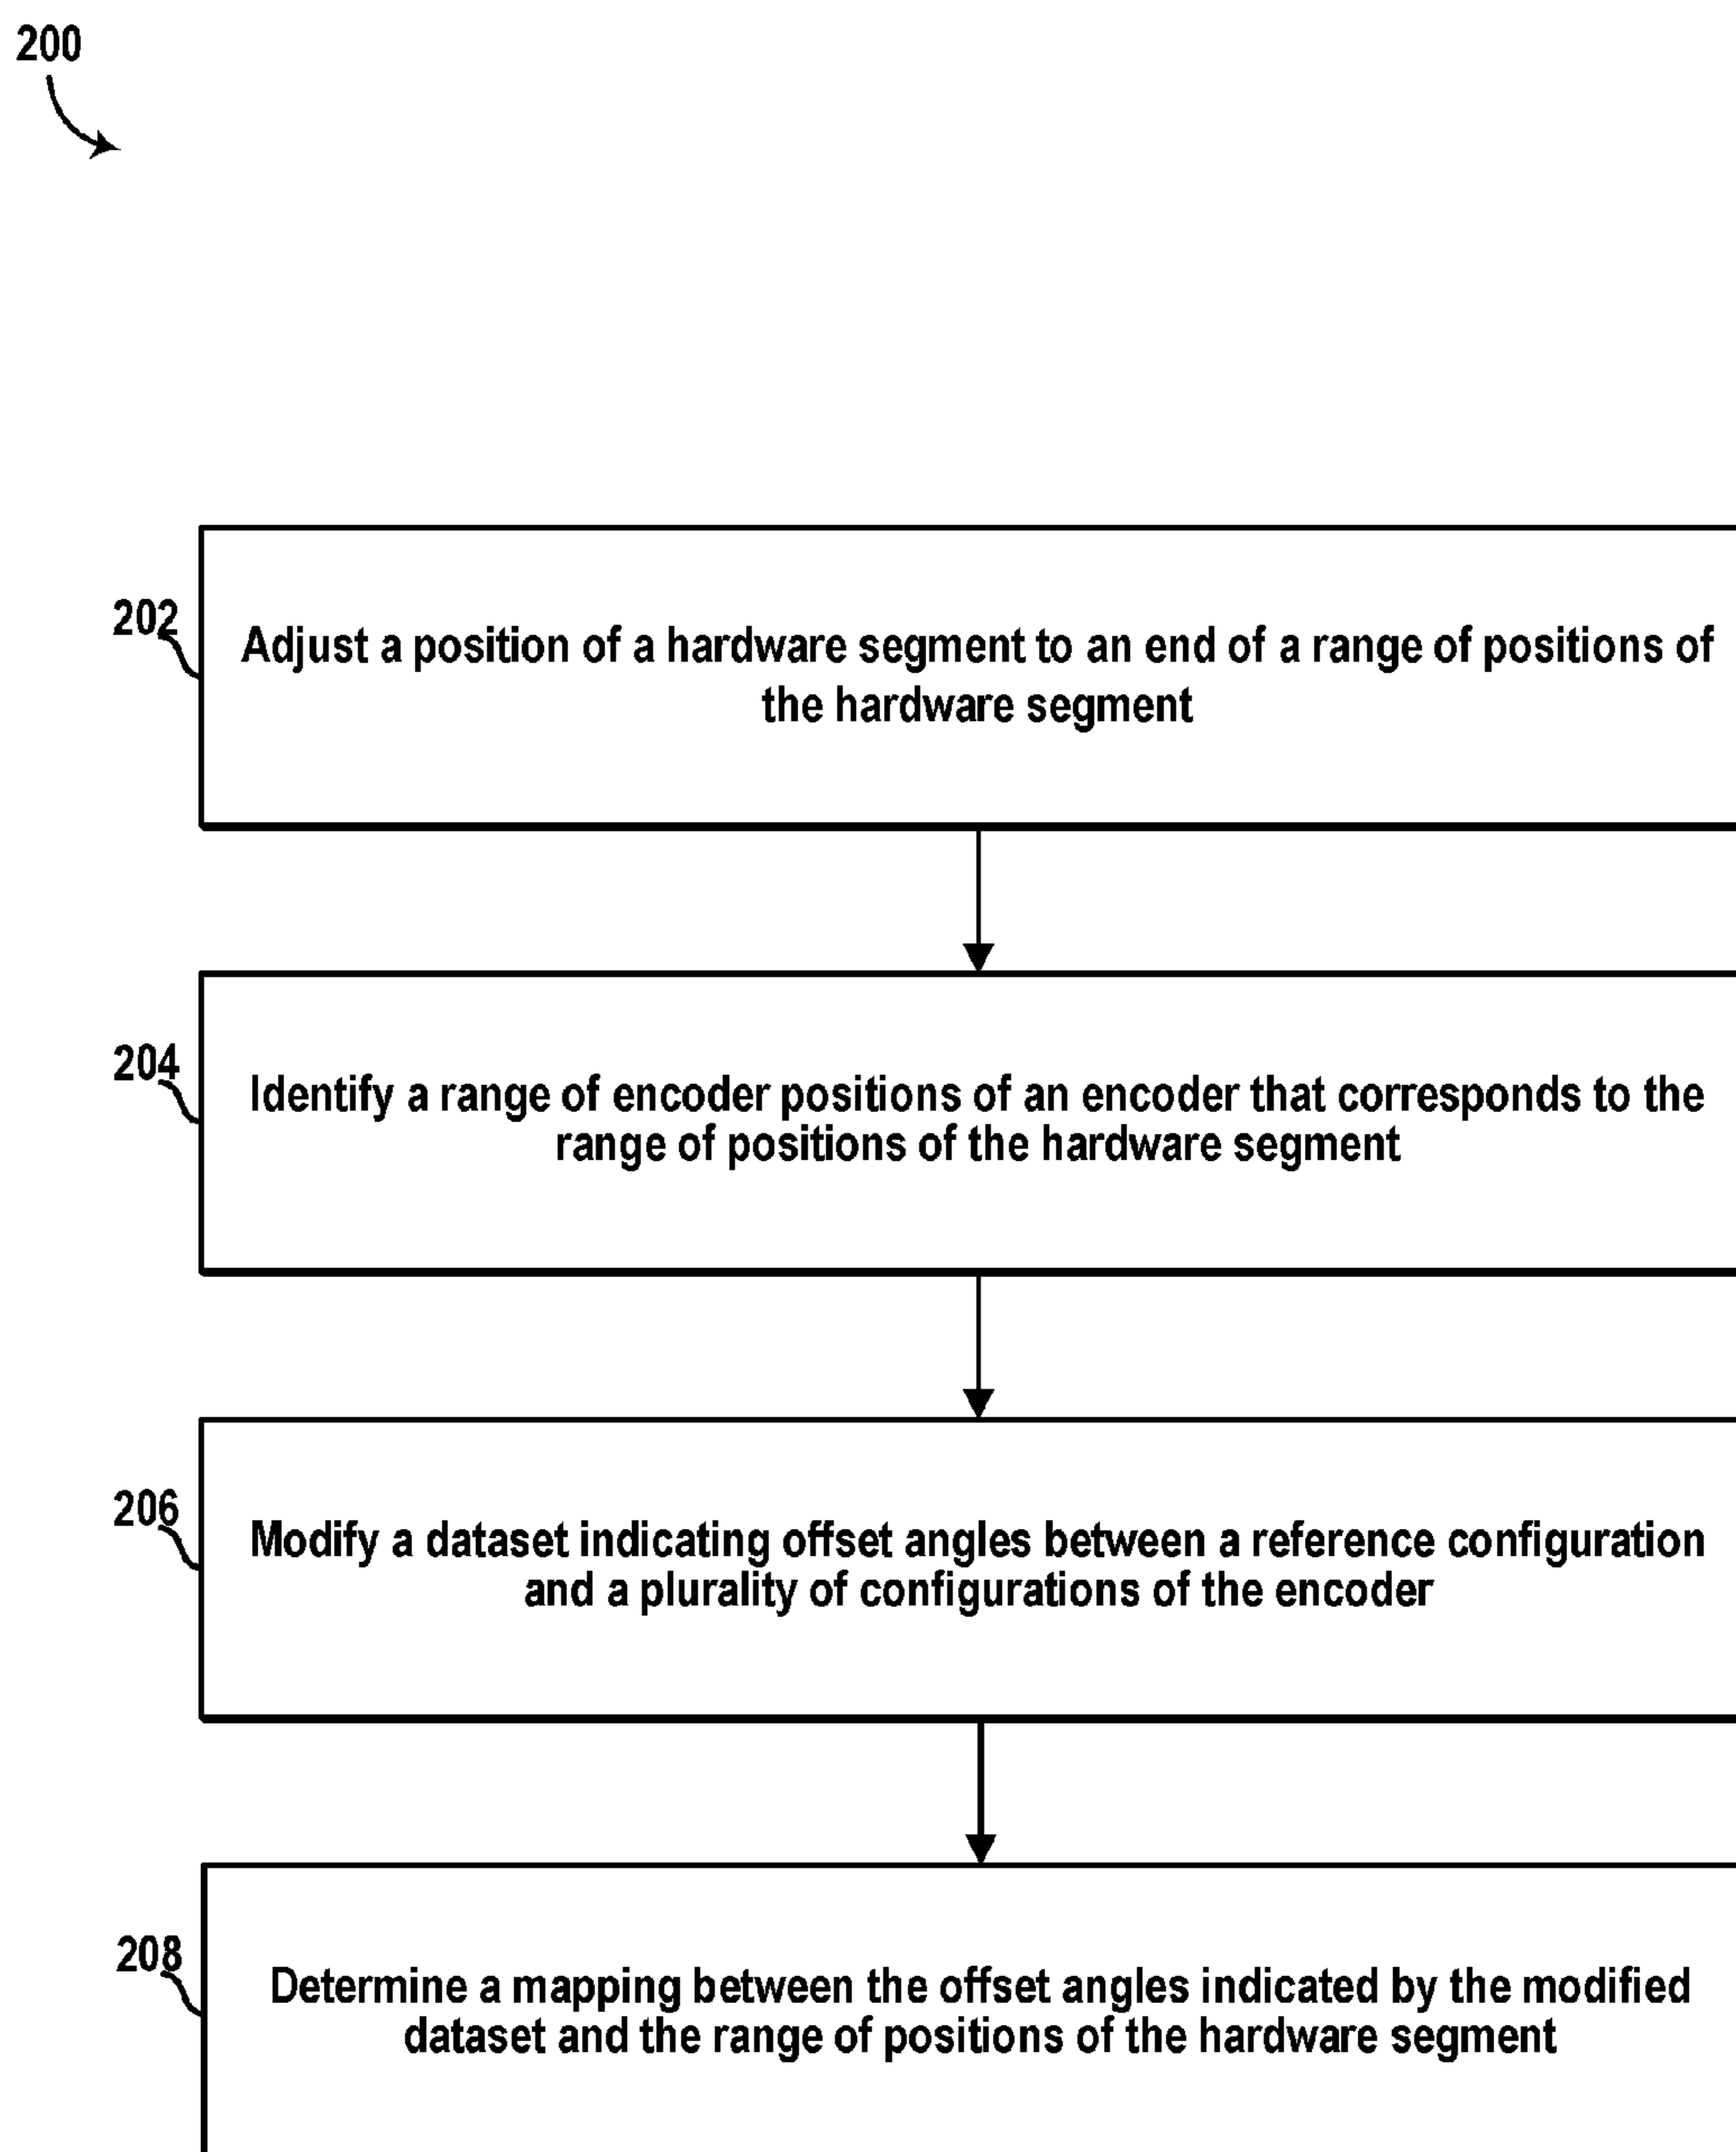 200
202
Adjust a position of a hardware segment to an end of a range of positions of
the hardware segment
204
Identify a range of encoder positions of an encoder that corresponds to the
range of positions of the hardware segment
206
Modify a dataset indicating offset angles between a reference configuration
and a plurality of configurations of the encoder
208
Determine a mapping between the offset angles indicated by the modified
dataset and the range of positions of the hardware segment